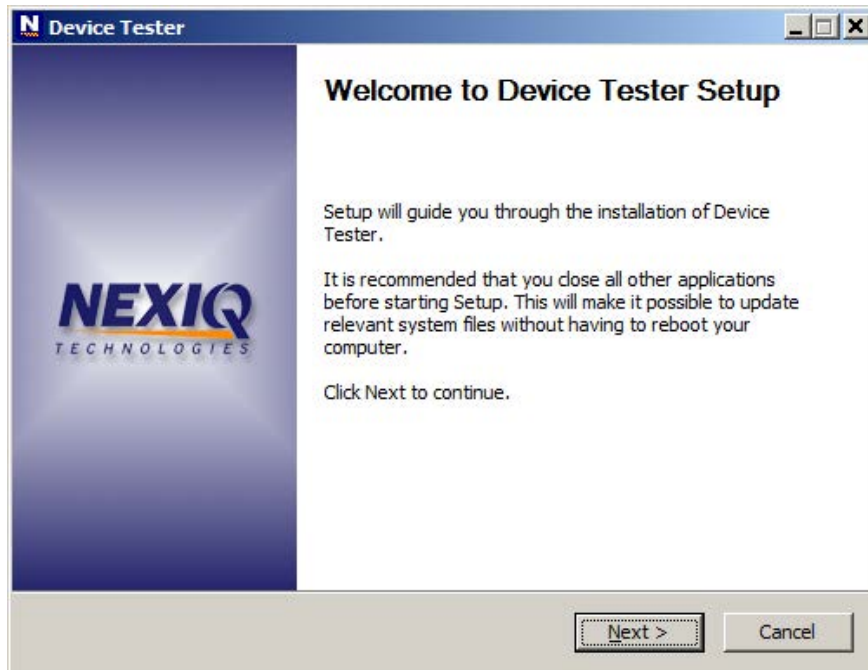 N Device Tester
Welcome to Device Tester Setup
NEXIQ
TECHNOLOGIES
Setup will guide you through the installation of Device
Tester.
It is recommended that you close all other applications
before starting Setup. This will make it possible to update
relevant system files without having to reboot your
computer.
Click Next to continue.
Next >
Cancel